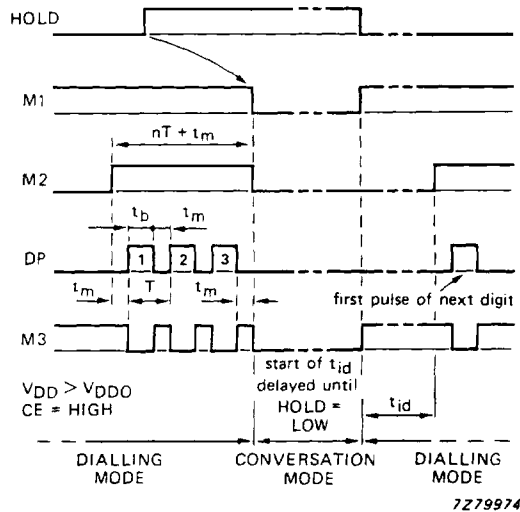 HOLD
M1
nT + tm
M2
tb
tm
DP
1
2
3
tm
T
tm
first pulse of next digit
M3
start of tid
delayed until
HOLD =
LOW
tid
VDD > VDDO
CE = HIGH
DIALLING
MODE
CONVERSATION
MODE
DIALLING
MODE
7Z79974